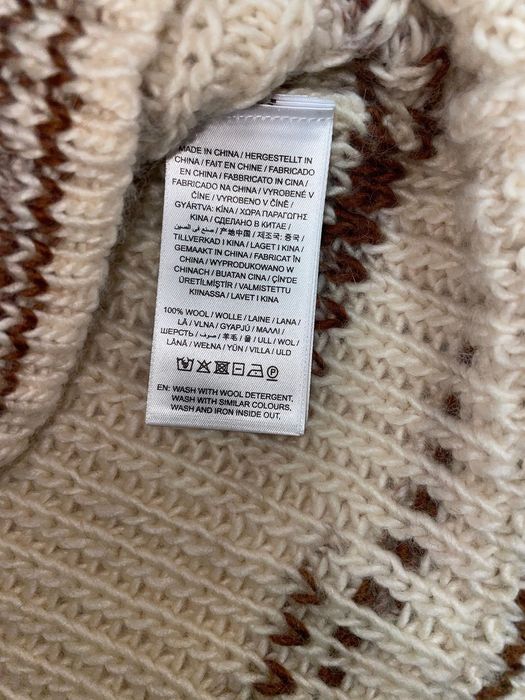 MADE IN CHINA / HERGESTELLT IN
CHINA / FAIT EN CHINE / FABRICADO
EN CHINA / FABBRICATO IN CINA /
FABRICADO NA CHINA / VYROBENÉ V
ČÍNE / VYROBENO V ČÍNĚ /
GYÁRTVA: KÍNA / ΧΩΡΑ ΠΑΡΑΓΩΓΗΣ
ΚΙΝΑ / СДЕЛАНО В КИТАЕ /
صنع في الصين / 产地中国 / 제조국: 중국 /
TILLVERKAD I KINA / LAGET I KINA /
GEMAAKT IN CHINA / FABRICAT ÎN
CHINA / WYPRODUKOWANO W
CHINACH / BUATAN CINA / ÇİN'DE
ÜRETİLMİŞTİR / VALMISTETTU
KIINASSA / LAVET I KINA
100% WOOL / WOLLE / LAINE / LANA /
LÃ / VLNA / GYAPJÚ / ΜΑΛΛΙ /
ШЕРСТЬ / صوف / 羊毛 / 울 / ULL / WOL /
LÂNĂ / WEŁNA / YÜN / VILLA / ULD
EN: WASH WITH WOOL DETERGENT,
WASH WITH SIMILAR COLOURS,
WASH AND IRON INSIDE OUT,